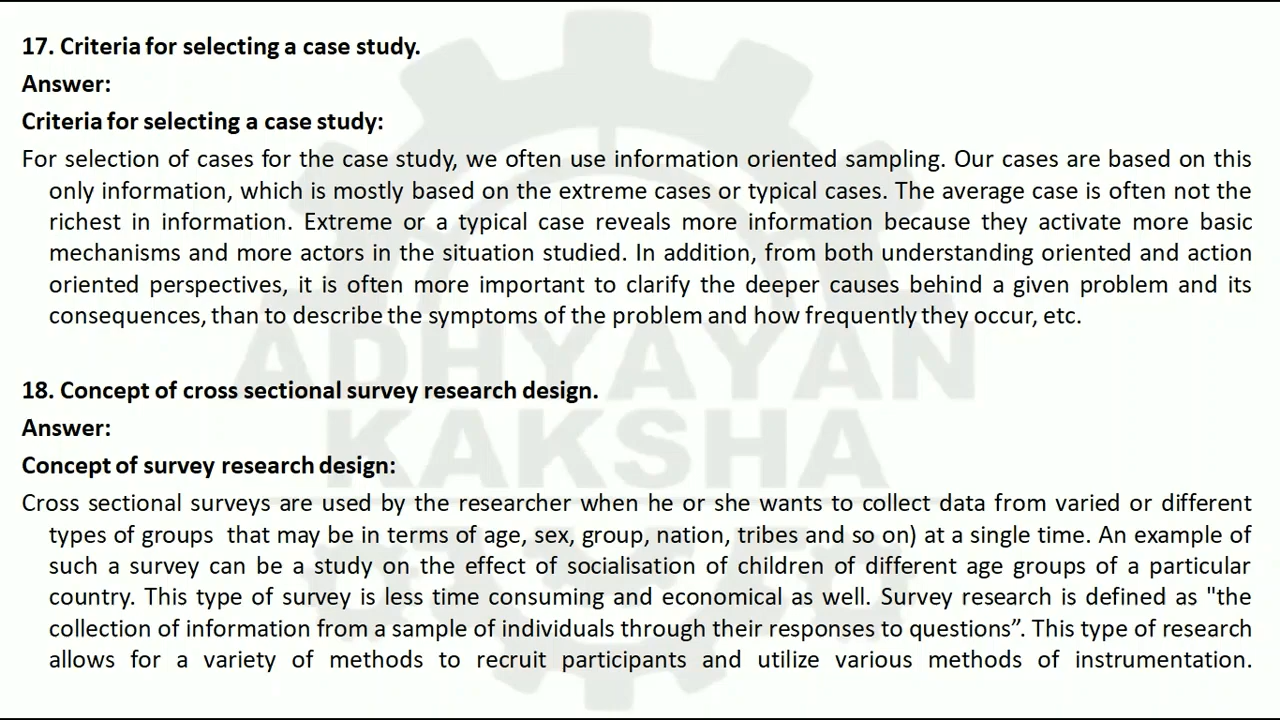 17. Criteria for selecting a case study.
Answer:
Criteria for selecting a case study:
For selection of cases for the case study, we often use information oriented sampling. Our cases are based on this
only information, which is mostly based on the extreme cases or typical cases. The average case is often not the
richest in information. Extreme or a typical case reveals more information because they activate more basic
mechanisms and more actors in the situation studied. In addition, from both understanding oriented and action
oriented perspectives, it is often more important to clarify the deeper causes behind a given problem and its
consequences, than to describe the symptoms of the problem and how frequently they occur, etc.
ADHYAYAN
KAKSHA
18. Concept of cross sectional survey research design.
Answer:
Concept of survey research design:
Cross sectional surveys are used by the researcher when he or she wants to collect data from varied or different
types of groups that may be in terms of age, sex, group, nation, tribes and so on) at a single time. An example of
such a survey can be a study on the effect of socialisation of children of different age groups of a particular
country. This type of survey is less time consuming and economical as well. Survey research is defined as "the
collection of information from a sample of individuals through their responses to questions”. This type of research
allows for a variety of methods to recruit participants and utilize various methods of instrumentation.